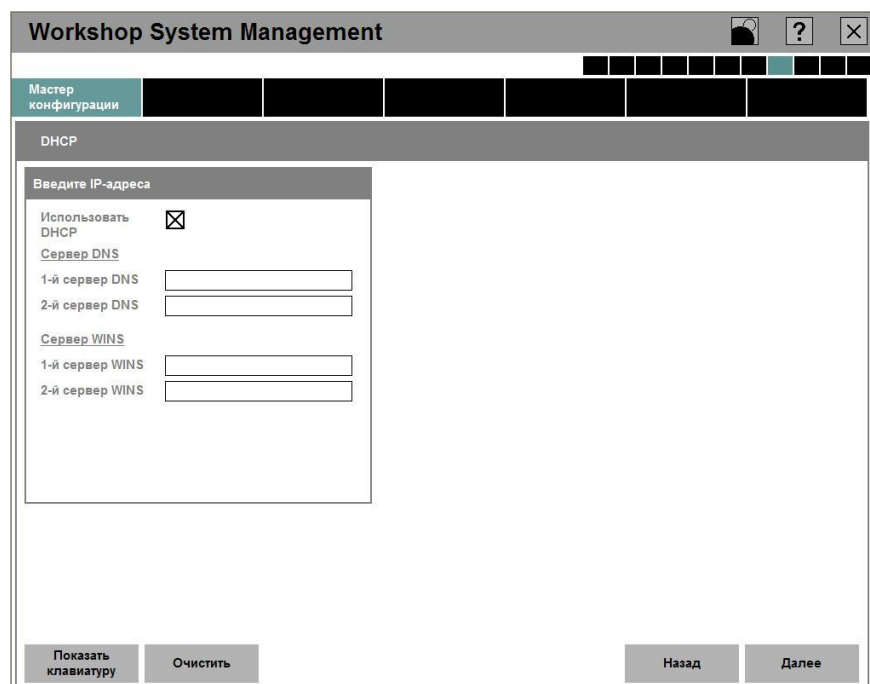 Workshop System Management
?
Мастер
конфигурации
DHCP
Введите IP-адреса
Использовать
DHCP
Сервер DNS
1-й сервер DNS
2-й сервер DNS
Сервер WINS
1-й сервер WINS
2-й сервер WINS
Показать
клавиатуру
Очистить
Назад
Далее